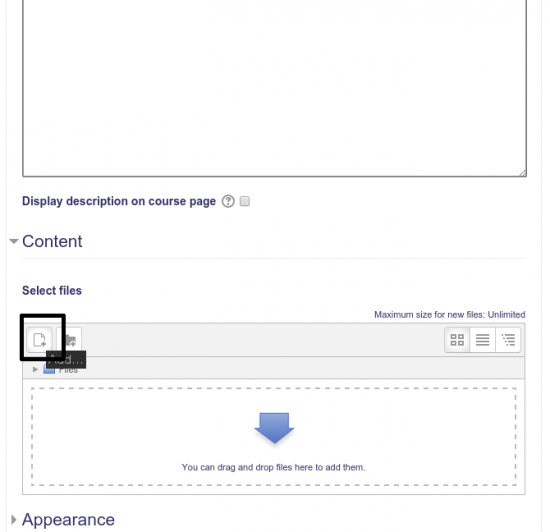 Display description on course page
Content
Select files
Maximum size for new files: Unlimited
Add...
Files
You can drag and drop files here to add them.
Appearance